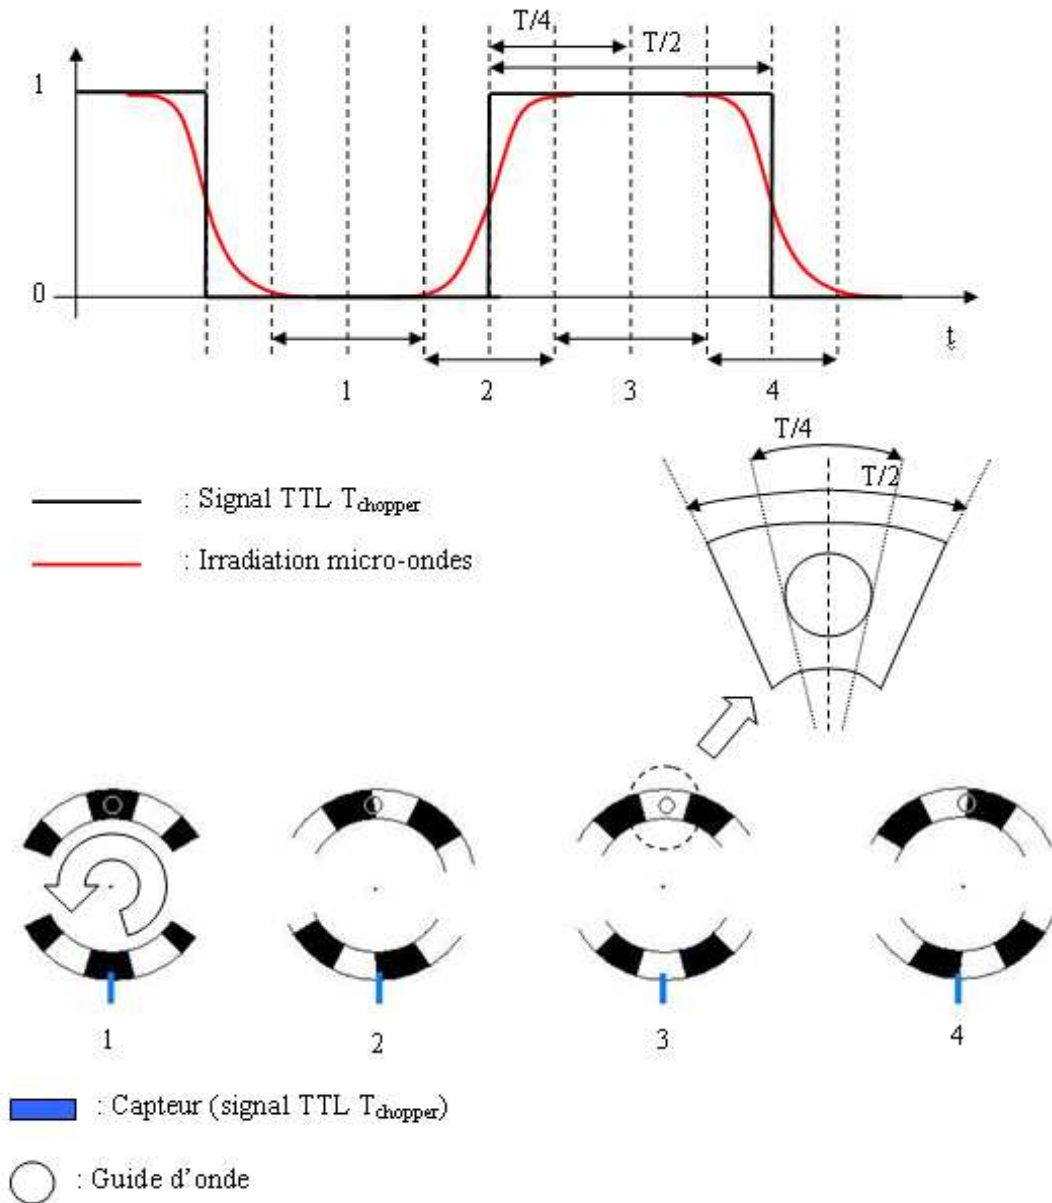 T/4
T/2
1
0
t
1 2 3 4
T/4
T/2
: Signal TTL Tchopper
: Irradiation micro-ondes
1 2 3 4
: Capteur (signal TTL Tchopper)
: Guide d'onde